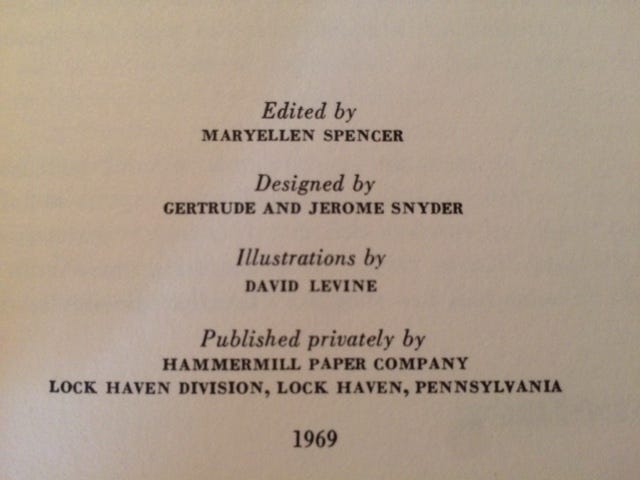 Edited by
MARYELLEN SPENCER
Designed by
GERTRUDE AND JEROME SNYDER
Illustrations by
DAVID LEVINE
Published privately by
HAMMERMILL PAPER COMPANY
LOCK HAVEN DIVISION, LOCK HAVEN, PENNSYLVANIA
1969